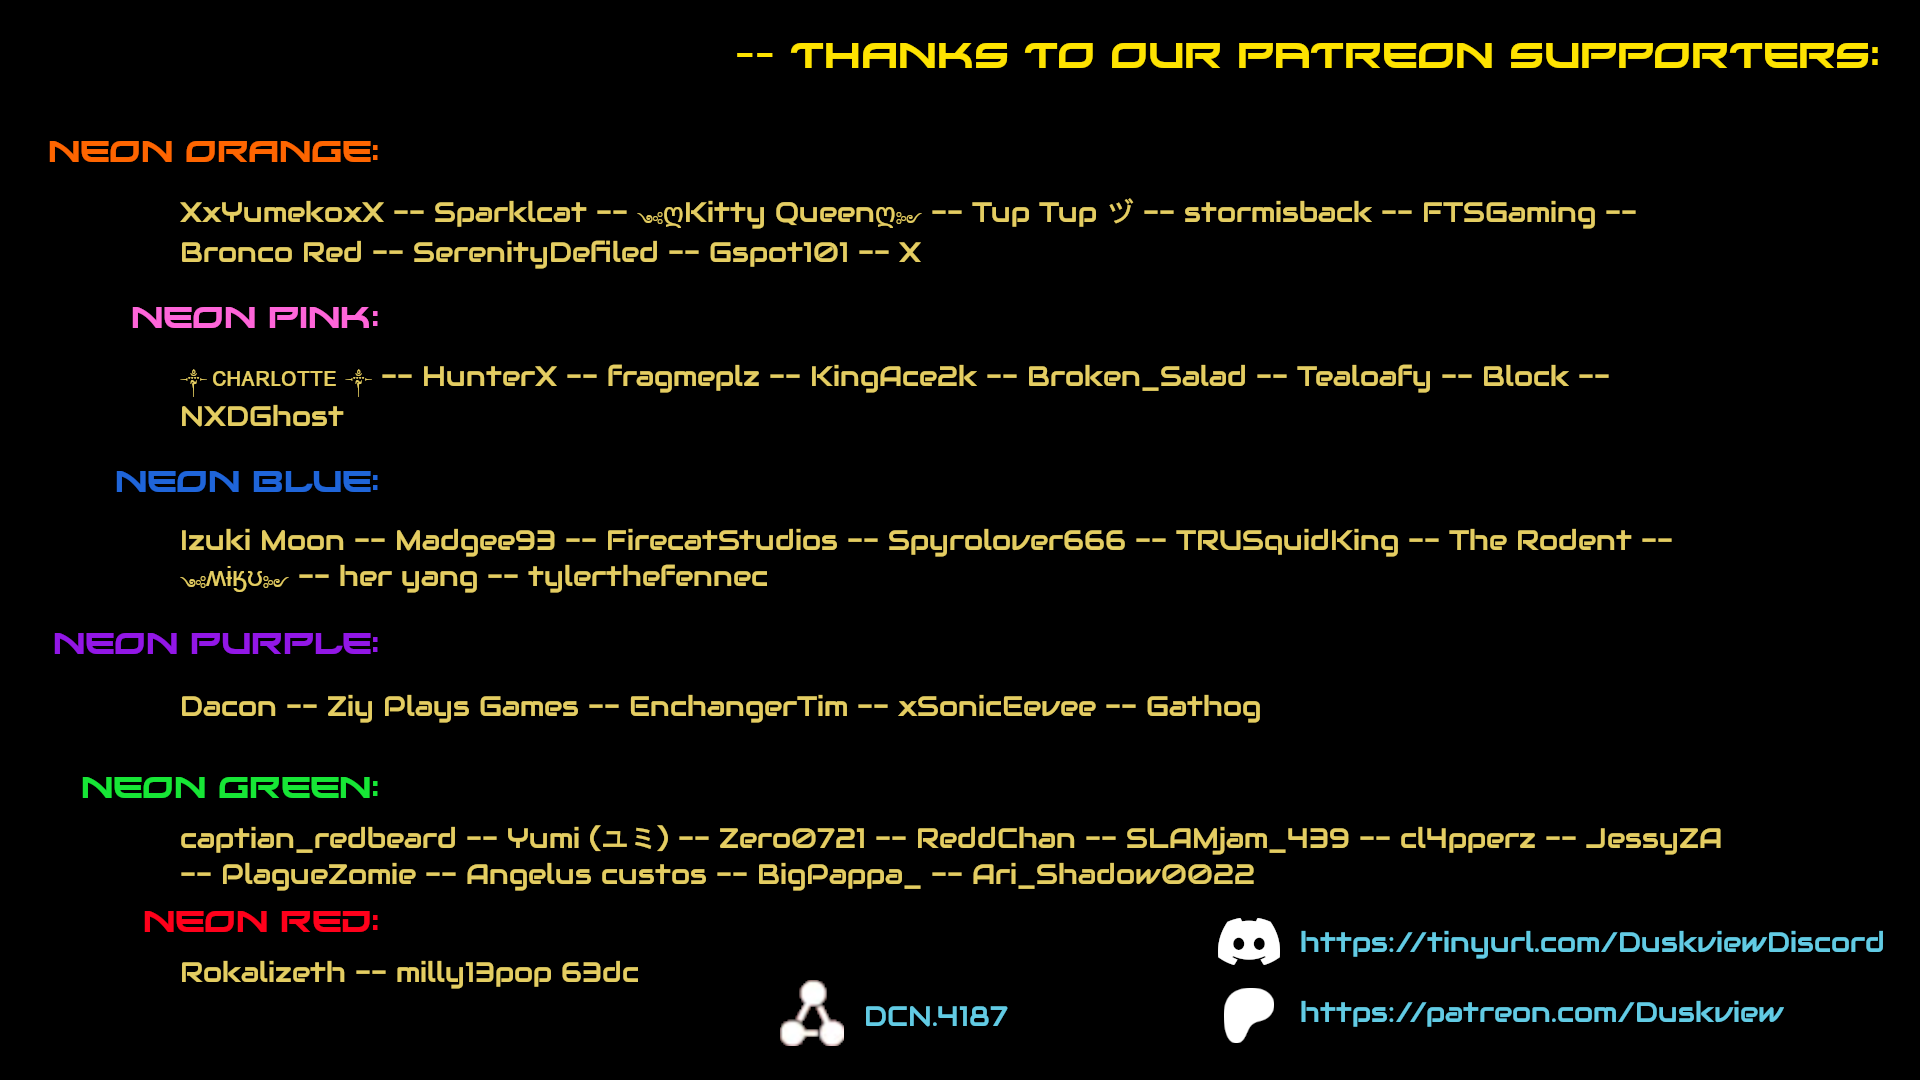 -- THANKS TO OUR PATREON SUPPORTERS:
NEON ORANGE:
XxYumekoxX -- Sparklcat -- ༄ღKitty Queenღ༄ -- Tup Tup ヅ -- stormisback -- FTSGaming --
Bronco Red -- SerenityDefiled -- Gspot101 -- X
NEON PINK:
༒ CHARLOTTE ༒ -- HunterX -- fragmeplz -- KingAce2k -- Broken_Salad -- Tealoafy -- Block --
NXDGhost
NEON BLUE:
Izuki Moon -- Madgee93 -- FirecatStudios -- Spyrolover666 -- TRUSquidKing -- The Rodent --
༄ʍɨӄʊ༄ -- her yang -- tylerthefennec
NEON PURPLE:
Dacon -- Ziy Plays Games -- EnchangerTim -- xSonicEevee -- Gathog
NEON GREEN:
captian_redbeard -- Yumi (ユミ) -- Zero0721 -- ReddChan -- SLAMjam_439 -- cl4pperz -- JessyZA
-- PlagueZomie -- Angelus custos -- BigPappa_ -- Ari_Shadow0022
NEON RED:
Rokalizeth -- milly13pop 63dc
DCN.4187
https://tinyurl.com/DuskviewDiscord
https://patreon.com/Duskview